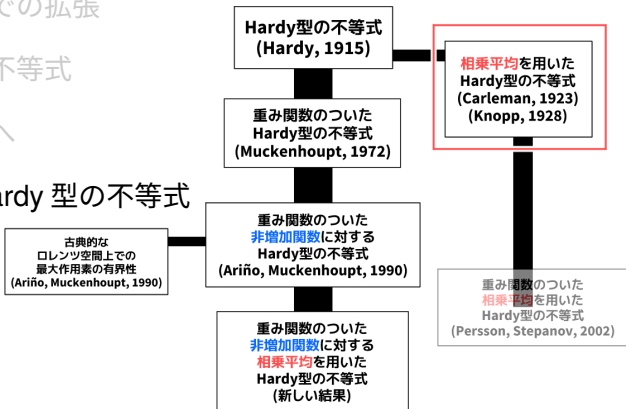 での拡張
不等式
へ
ardy 型の不等式
Hardy型の不等式
(Hardy, 1915)
相乗平均を用いた
Hardy型の不等式
(Carleman, 1923)
(Knopp, 1928)
重み関数のついた
Hardy型の不等式
(Muckenhoupt, 1972)
重み関数のついた
非増加関数に対する
Hardy型の不等式
(Ariño, Muckenhoupt, 1990)
古典的な
ロレンツ空間上での
最大作用素の有界性
(Ariño, Muckenhoupt, 1990)
重み関数のついた
相乗平均を用いた
Hardy型の不等式
(Persson, Stepanov, 2002)
重み関数のついた
非増加関数に対する
相乗平均を用いた
Hardy型の不等式
(新しい結果)